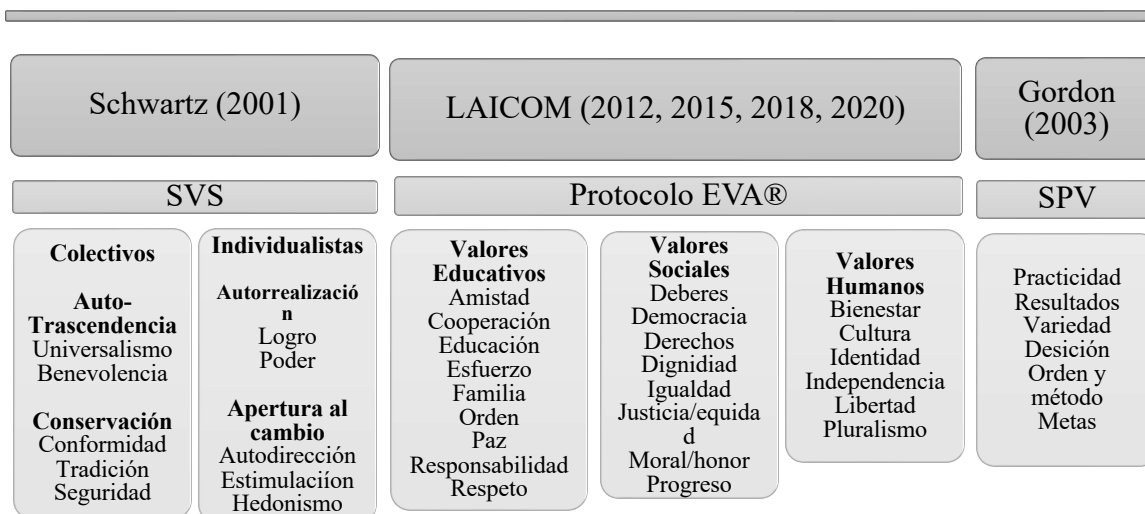 Schwartz (2001)
LAICOM (2012, 2015, 2018, 2020)
Gordon
(2003)
SVS
Protocolo EVA®
SPV
Colectivos
Auto-
Trascendencia
Universalismo
Benevolencia
Conservación
Conformidad
Tradición
Seguridad
Individualistas
Autorrealizació
n
Logro
Poder
Apertura al
cambio
Autodirección
Estimulaciíon
Hedonismo
Valores
Educativos
Amistad
Cooperación
Educación
Esfuerzo
Familia
Orden
Paz
Responsabilidad
Respeto
Valores
Sociales
Deberes
Democracia
Derechos
Dignidiad
Igualdad
Justicia/equida
d
Moral/honor
Progreso
Valores
Humanos
Bienestar
Cultura
Identidad
Independencia
Libertad
Pluralismo
Practicidad
Resultados
Variedad
Desición
Orden y
método
Metas